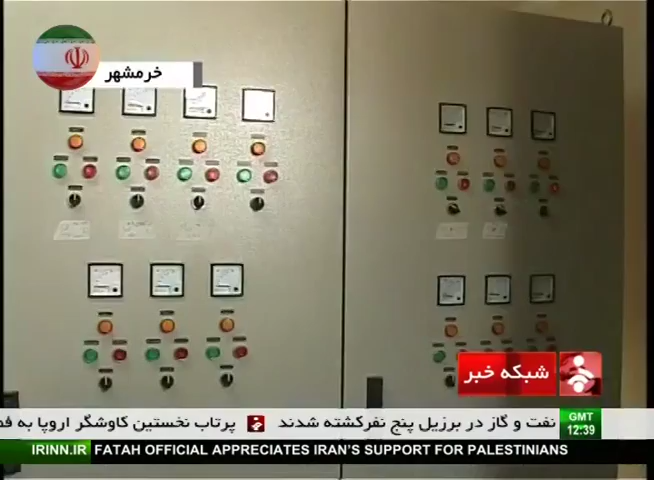 خرمشهر
شبکه خبر
نفت و گاز در برزیل پنج نفر کشته شدند
پرتاب نخستین کاوشگر اروپا به
GMT
12:39
IRINN.IR FATAH OFFICIAL APPRECIATES IRAN'S SUPPORT FOR PALESTINIANS